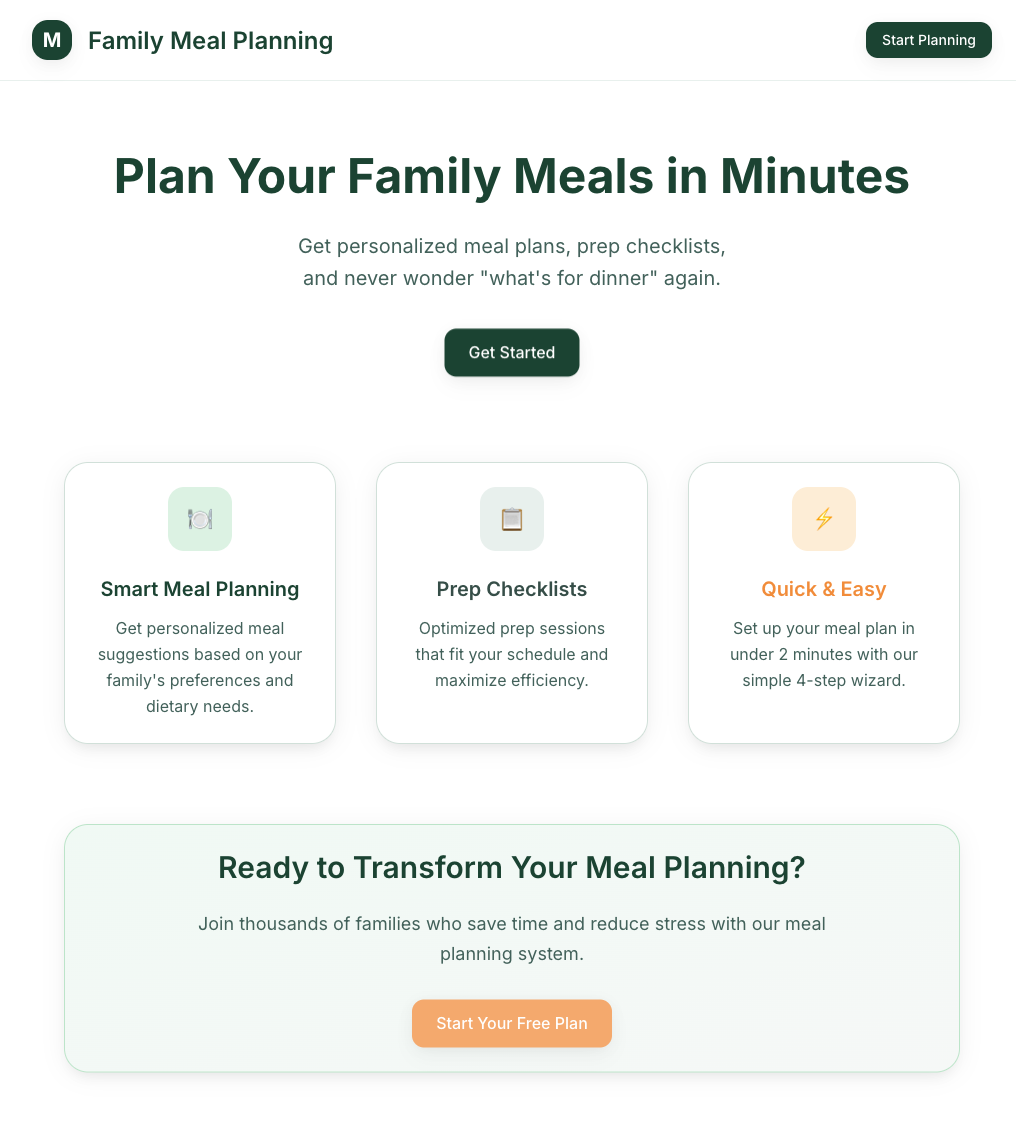 M Family Meal Planning Start Planning
Plan Your Family Meals in Minutes
Get personalized meal plans, prep checklists,
and never wonder "what's for dinner" again.
Get Started
Smart Meal Planning
Get personalized meal
suggestions based on your
family's preferences and
dietary needs.
Prep Checklists
Optimized prep sessions
that fit your schedule and
maximize efficiency.
Quick & Easy
Set up your meal plan in
under 2 minutes with our
simple 4-step wizard.
Ready to Transform Your Meal Planning?
Join thousands of families who save time and reduce stress with our meal
planning system.
Start Your Free Plan